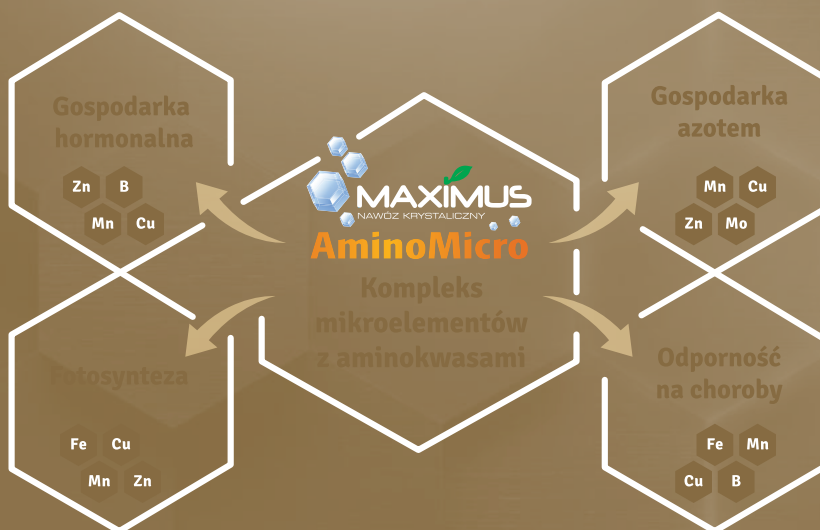 Gospodarka
hormonalna
Zn B
Mn Cu
Gospodarka
azotem
Mn Cu
Zn Mo
MAXIMUS
NAWÓZ KRYSTALICZNY
AminoMicro
Kompleks
mikroelementów
z aminokwasami
Fotosynteza
Fe Cu
Mn Zn
Odporność
na choroby
Fe Mn
Cu B